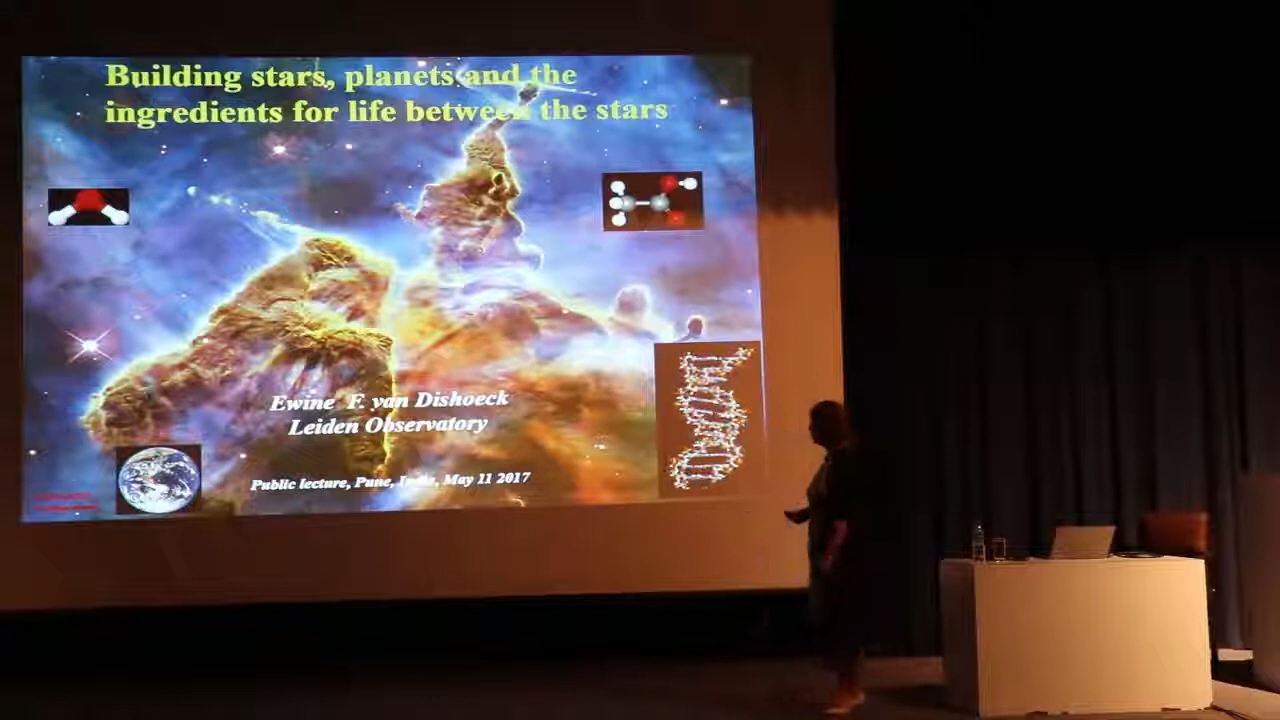 Building stars, planets and the
ingredients for life between the stars
Ewine F. van Dishoeck
Leiden Observatory
Public lecture, Pune, India, May 11 2017